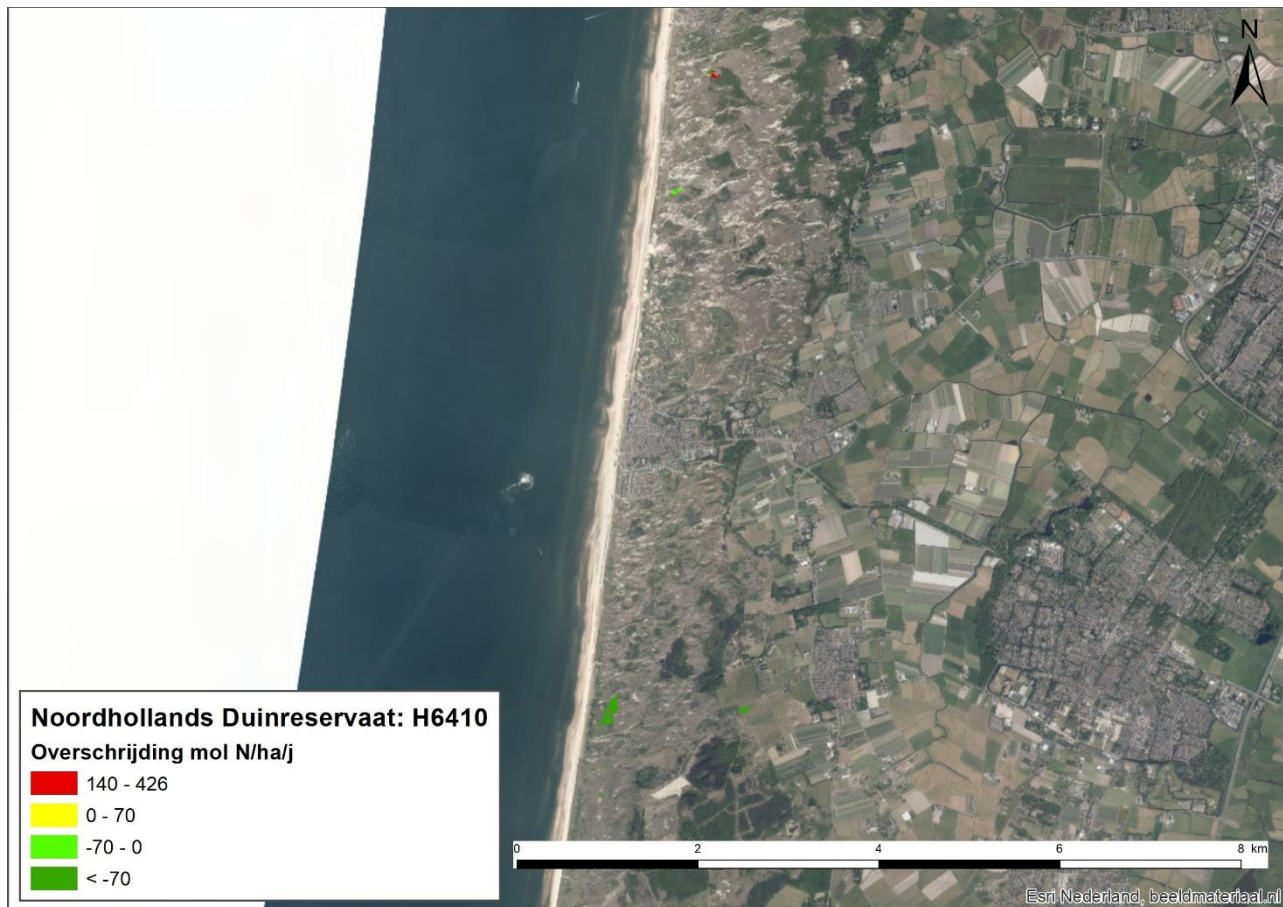 N
Noordhollands Duinreservaat: H6410
Overschrijding mol N/ha/j
140 - 426
0 - 70
-70 - 0
< -70
0 2 4 6 8 km
Esri Nederland, beeldmateriaal.nl